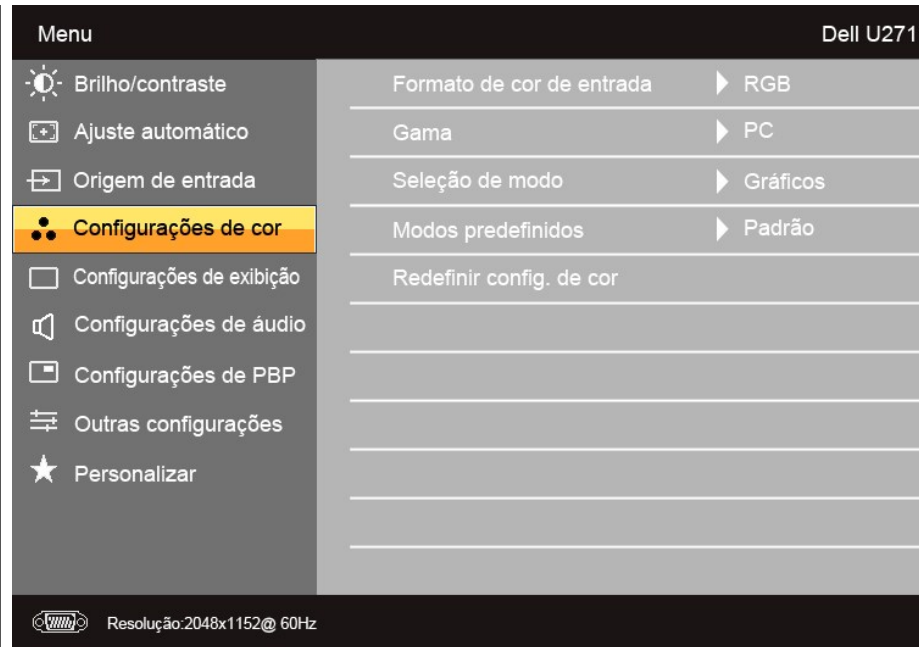 Menu Dell U271
Brilho/contraste
Ajuste automático
Origem de entrada
Configurações de cor
Configurações de exibição
Configurações de áudio
Configurações de PBP
Outras configurações
Personalizar
Formato de cor de entrada RGB
Gama PC
Seleção de modo Gráficos
Modos predefinidos Padrão
Redefinir config. de cor
Resolução:2048x1152@ 60Hz